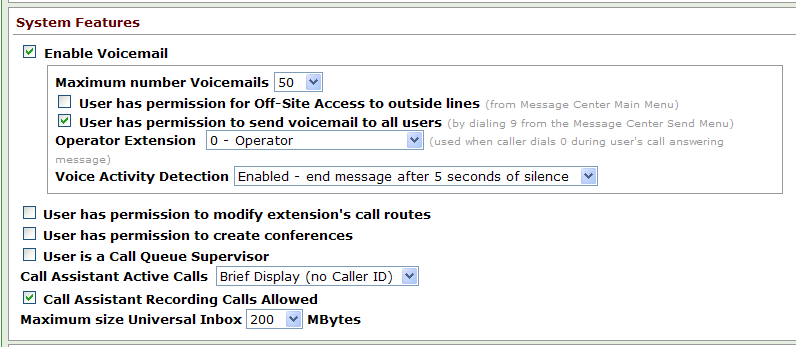 System Features
Enable Voicemail
Maximum number Voicemails 50
User has permission for Off-Site Access to outside lines (from Message Center Main Menu)
User has permission to send voicemail to all users (by dialing 9 from the Message Center Send Menu)
Operator Extension 0 - Operator (used when caller dials 0 during user's call answering
message)
Voice Activity Detection Enabled - end message after 5 seconds of silence
User has permission to modify extension's call routes
User has permission to create conferences
User is a Call Queue Supervisor
Call Assistant Active Calls Brief Display (no Caller ID)
Call Assistant Recording Calls Allowed
Maximum size Universal Inbox 200 MBytes